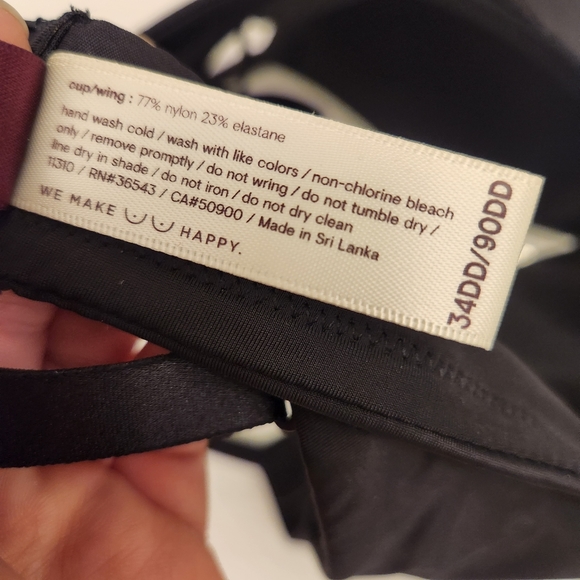 cup/wing : 77% nylon 23% elastane
hand wash cold / wash with like colors / non-chlorine bleach
only / remove promptly / do not wring / do not tumble dry /
line dry in shade / do not iron / do not dry clean
11310 / RN#36543 / CA#50900 / Made in Sri Lanka
WE MAKE HAPPY.
34DD/90DD